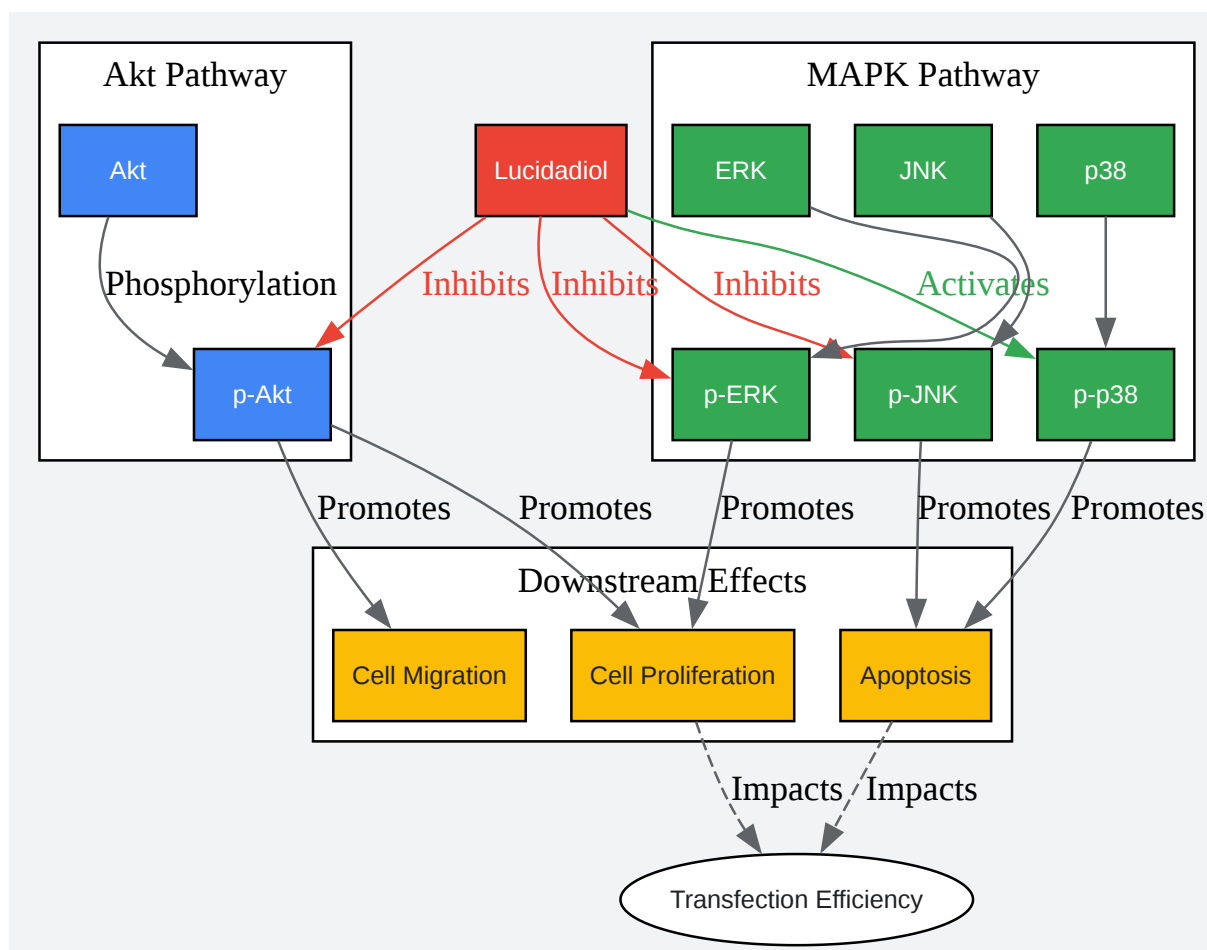 Akt Pathway
MAPK Pathway
Akt
Lucidadiol
ERK
JNK
p38
Phosphorylation
Inhibits
Inhibits
Inhibits
Activates
p-Akt
p-ERK
p-JNK
p-p38
Promotes
Promotes
Promotes
Promotes
Promotes
Downstream Effects
Cell Migration
Cell Proliferation
Apoptosis
Impacts
Impacts
Transfection Efficiency